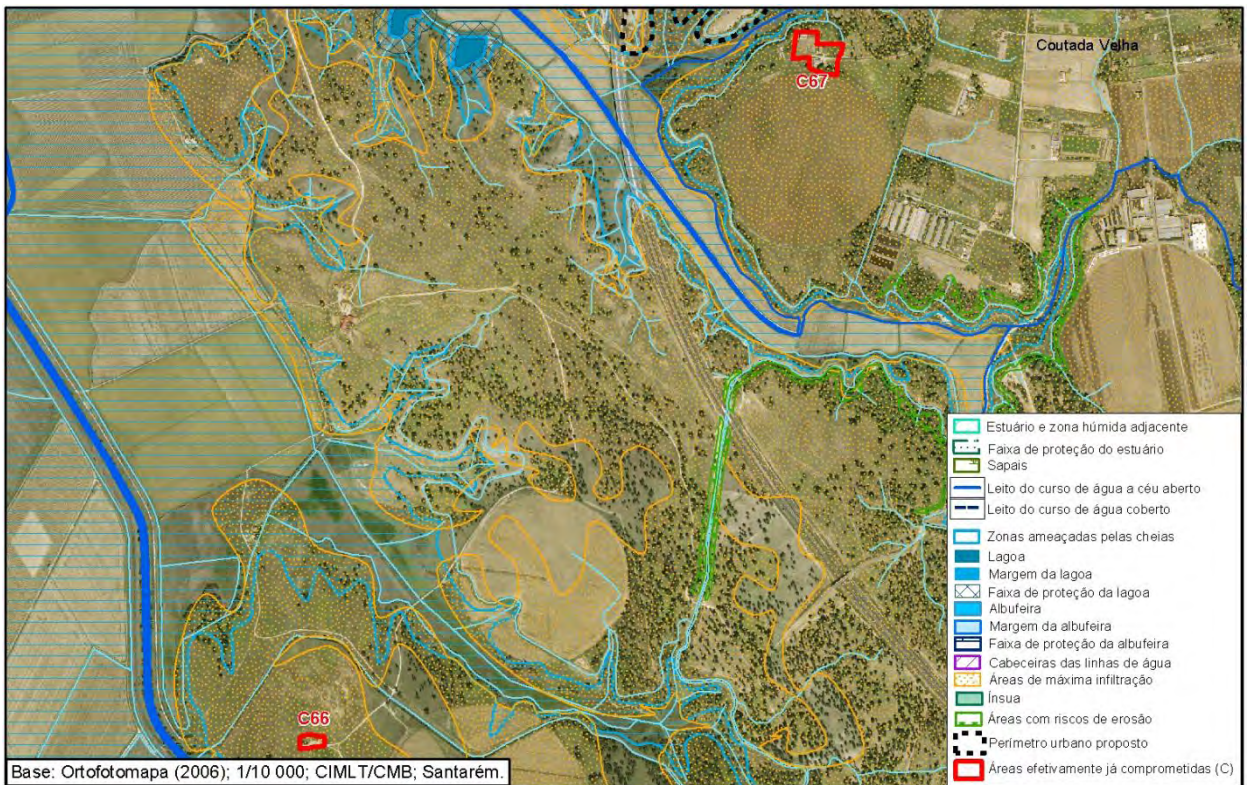 Coutada Velha
C67
C66
Estuário e zona húmida adjacente
Faixa de proteção do estuário
Sapais
Leito do curso de água a céu aberto
Leito do curso de água coberto
Zonas ameaçadas pelas cheias
Lagoa
Margem da lagoa
Faixa de proteção da lagoa
Albufeira
Margem da albufeira
Faixa de proteção da albufeira
Cabeceiras das linhas de água
Áreas de máxima infiltração
Ínsua
Áreas com riscos de erosão
Perímetro urbano proposto
Áreas efetivamente já comprometidas (C)
Base: Ortofotomapa (2006); 1/10 000; CIMLT/CMB; Santarém.